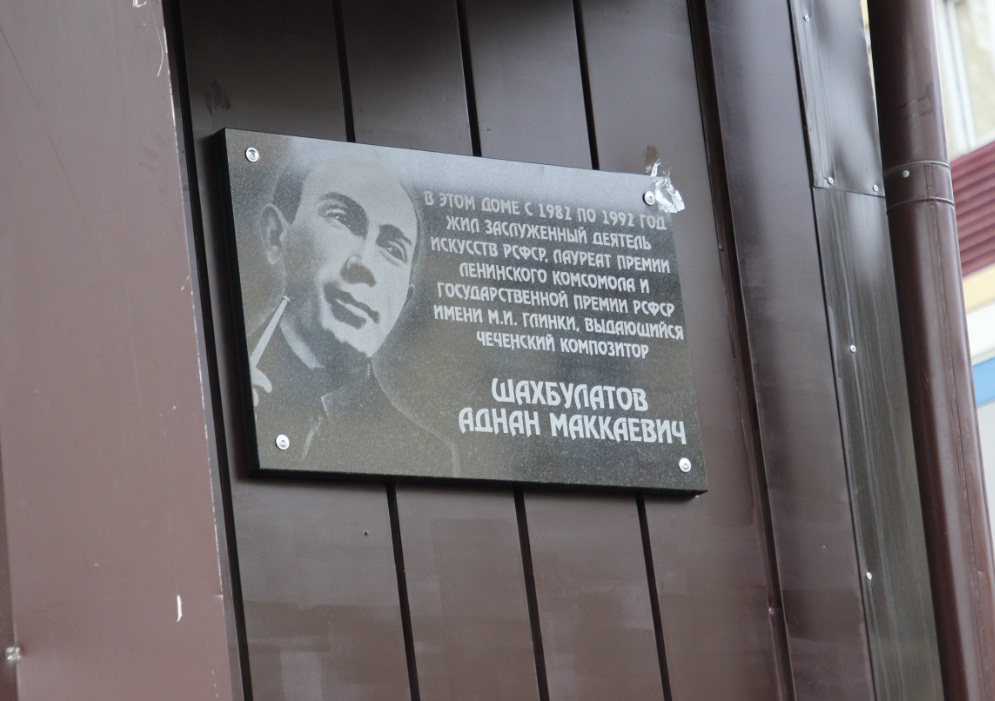 В ЭТОМ ДОМЕ С 1982 ПО 1992 ГОД
ЖИЛ ЗАСЛУЖЕННЫЙ ДЕЯТЕЛЬ
ИСКУССТВ РСФСР, ЛАУРЕАТ ПРЕМИИ
ЛЕНИНСКОГО КОМСОМОЛА И
ГОСУДАРСТВЕННОЙ ПРЕМИИ РСФСР
ИМЕНИ М.И. ГЛИНКИ, ВЫДАЮЩИЙСЯ
ЧЕЧЕНСКИЙ КОМПОЗИТОР
ШАХБУЛАТОВ
АДНАН МАККАЕВИЧ